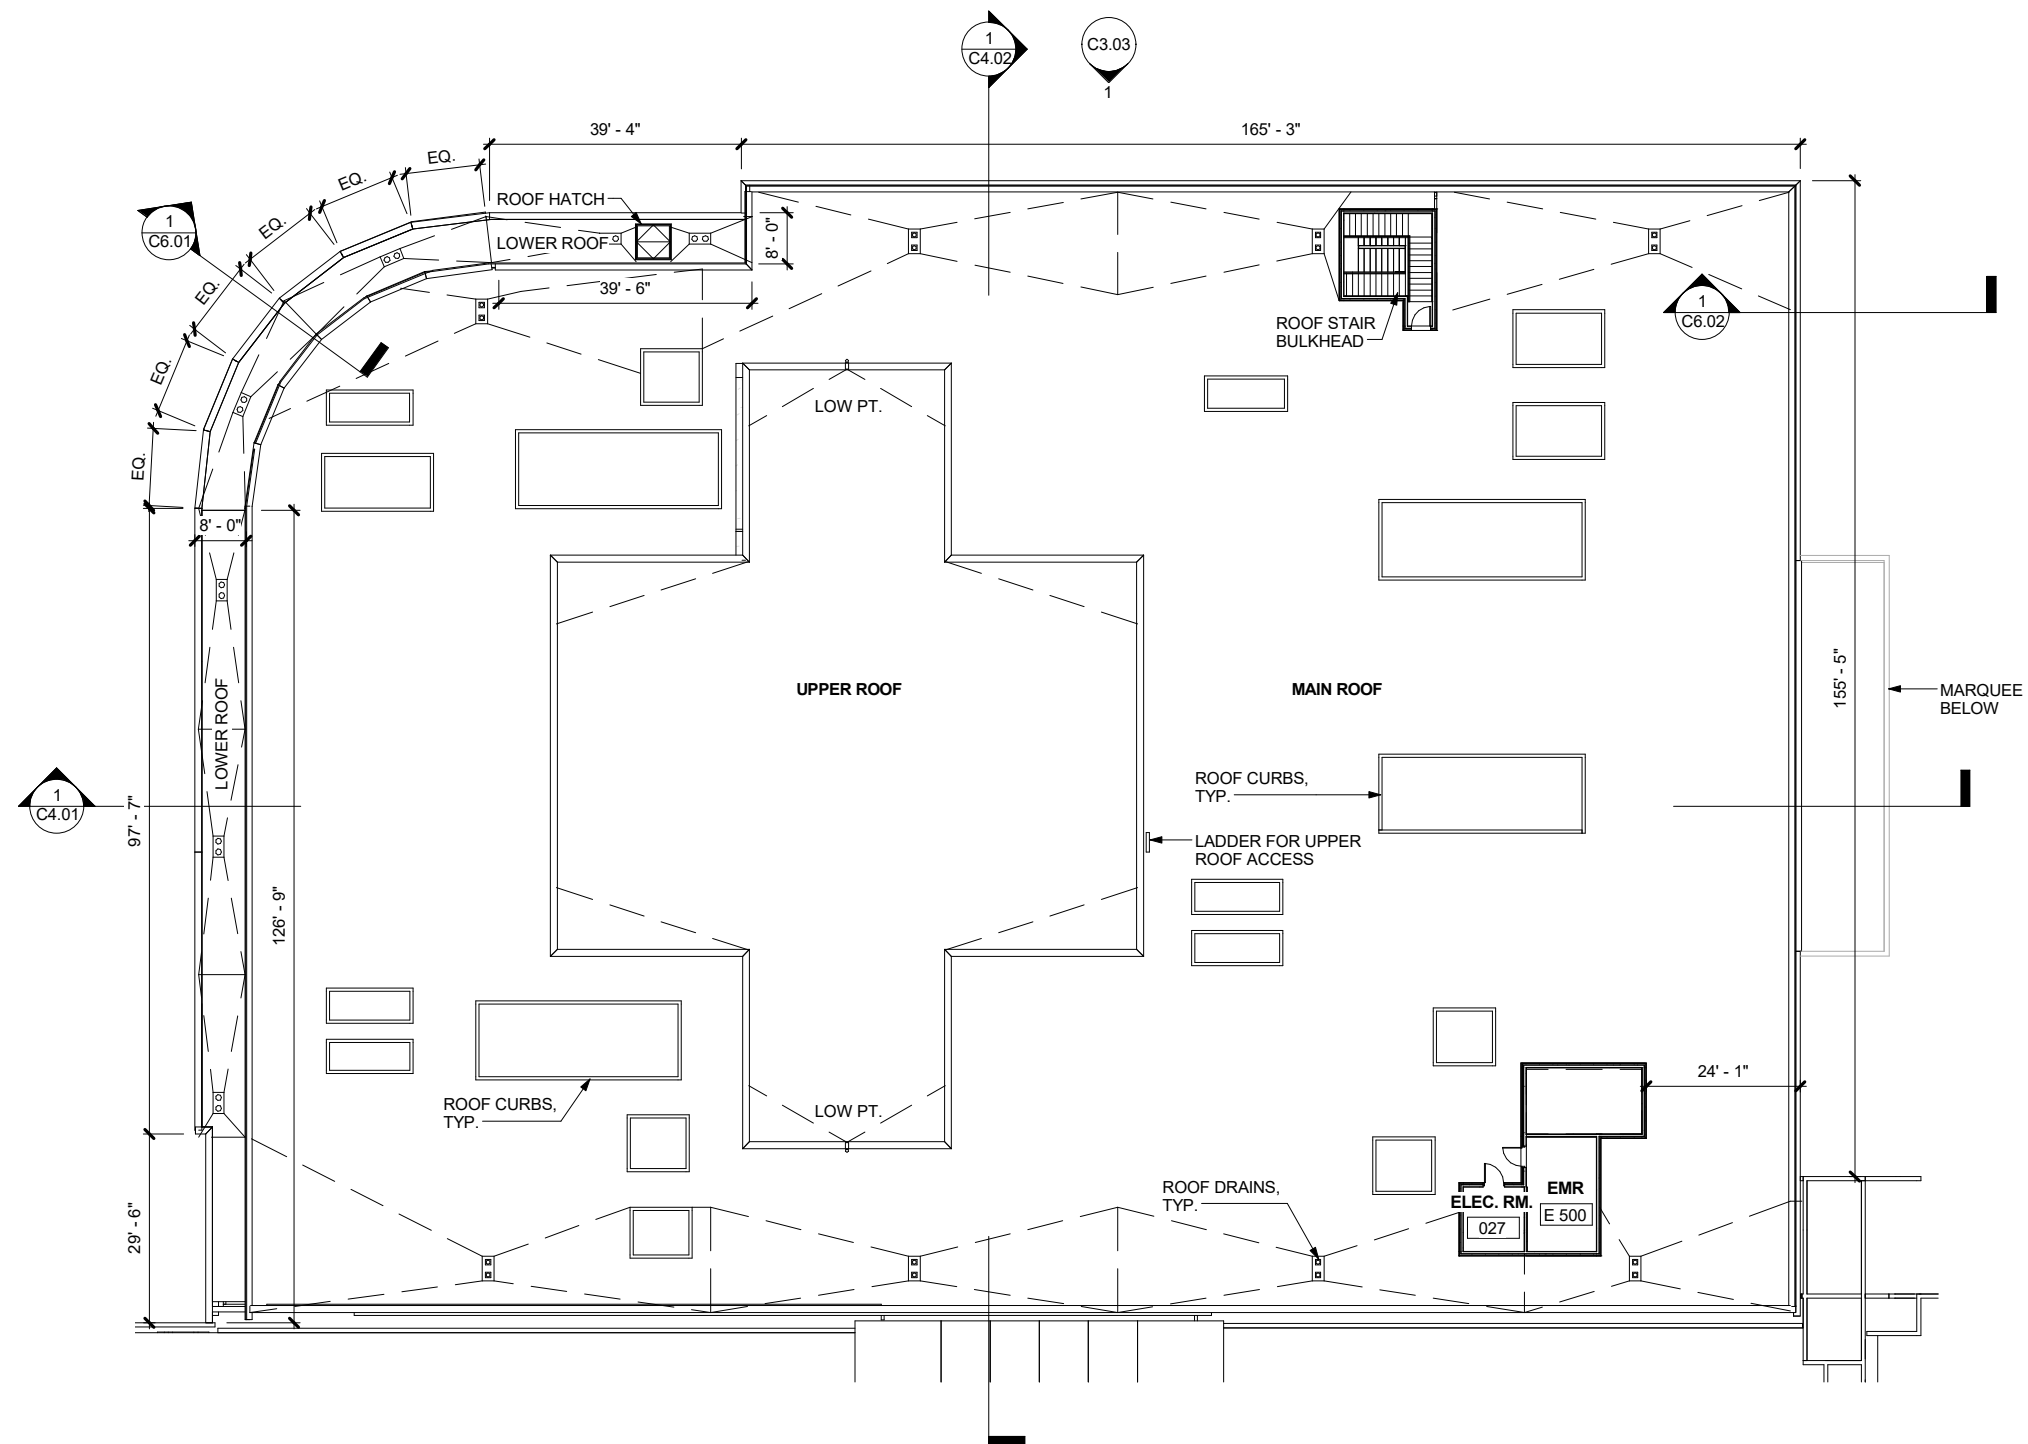 1
C4.02
C3.03
1
39' - 4"
165' - 3"
EQ.
EQ.
EQ.
EQ.
EQ.
EQ.
1
C6.01
ROOF HATCH
LOWER ROOF
8' - 0"
39' - 6"
ROOF STAIR
BULKHEAD
1
C6.02
LOW PT.
8' - 0"
UPPER ROOF
MAIN ROOF
155' - 5"
MARQUEE
BELOW
LOWER ROOF
1
C4.01
97' - 7"
ROOF CURBS,
TYP.
LADDER FOR UPPER
ROOF ACCESS
126' - 9"
24' - 1"
ROOF CURBS,
TYP.
LOW PT.
ROOF DRAINS,
TYP.
ELEC. RM.
027
EMR
E 500
29' - 6"